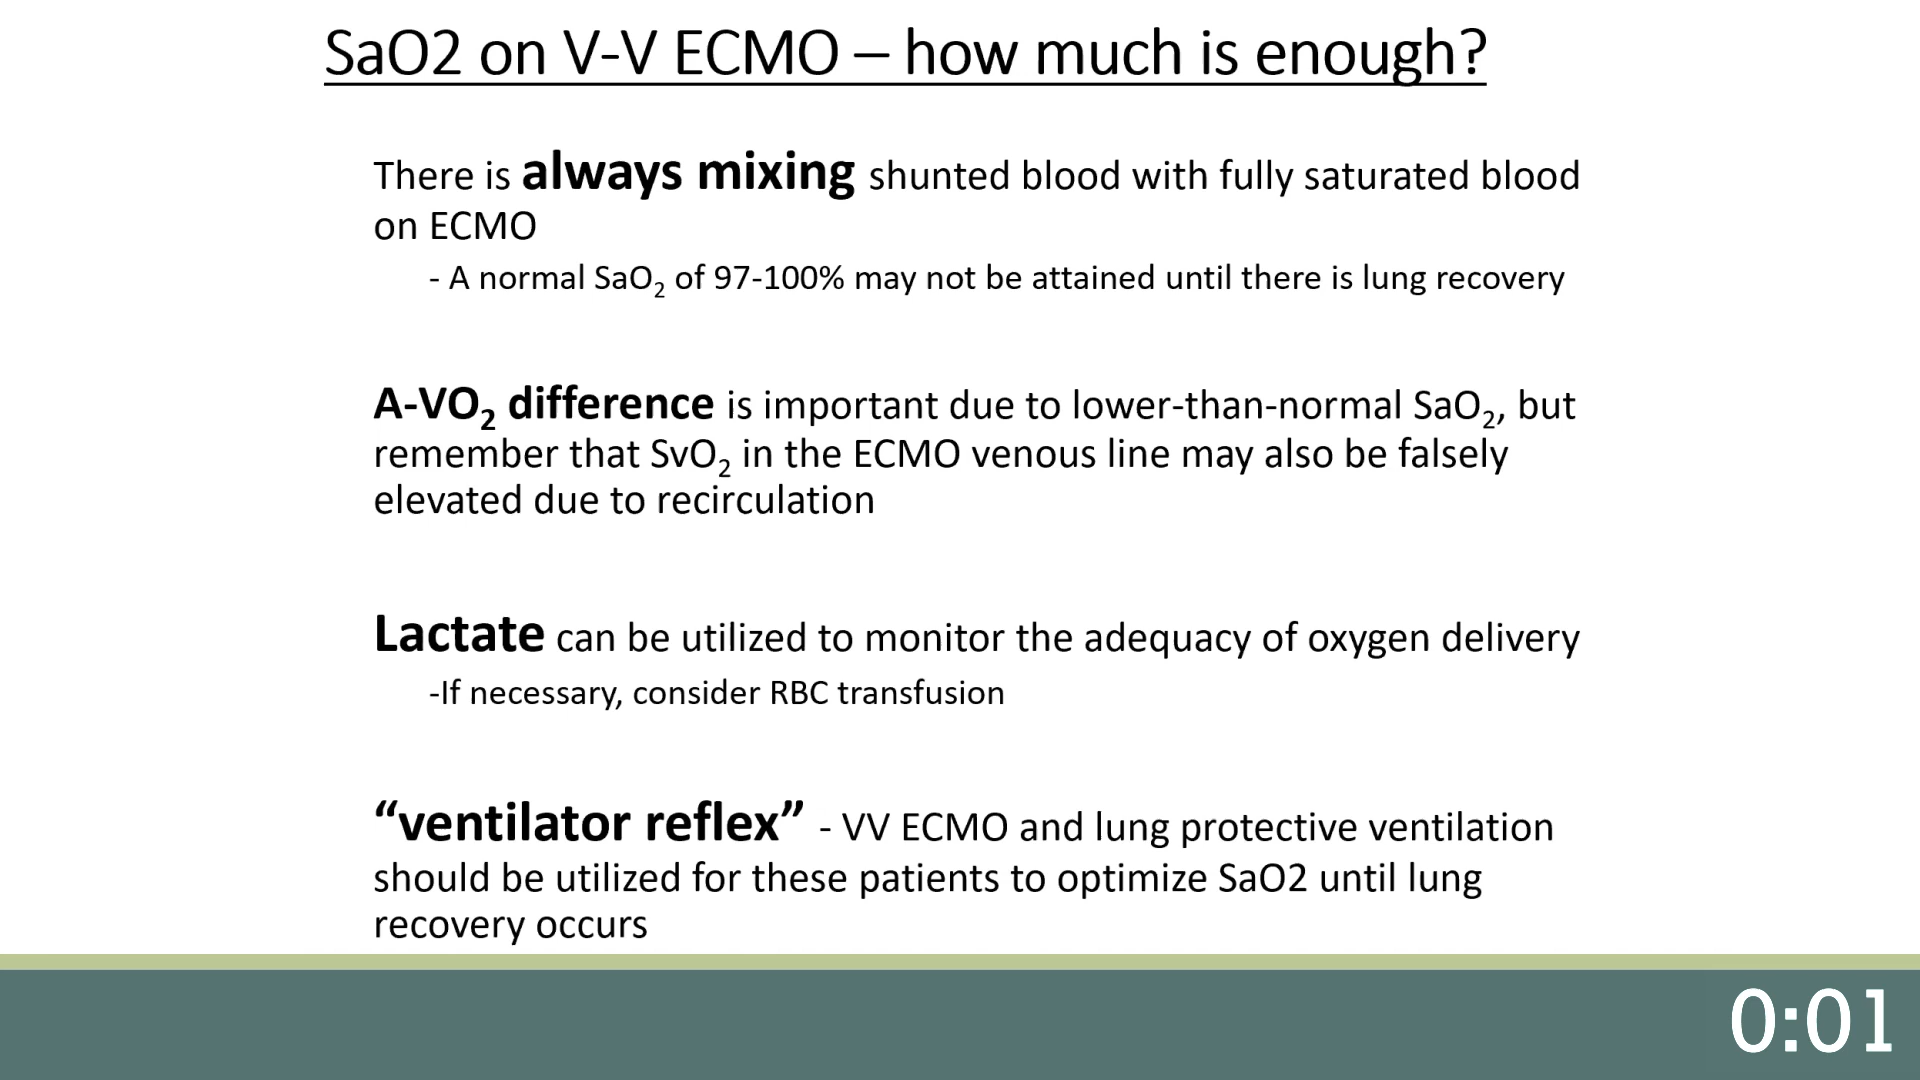 SaO2 on V-V ECMO – how much is enough?
There is always mixing shunted blood with fully saturated blood
on ECMO
- A normal SaO₂ of 97-100% may not be attained until there is lung recovery
A-VO₂ difference is important due to lower-than-normal SaO₂, but
remember that SvO₂ in the ECMO venous line may also be falsely
elevated due to recirculation
Lactate can be utilized to monitor the adequacy of oxygen delivery
-If necessary, consider RBC transfusion
“ventilator reflex” - VV ECMO and lung protective ventilation
should be utilized for these patients to optimize SaO2 until lung
recovery occurs
0:01